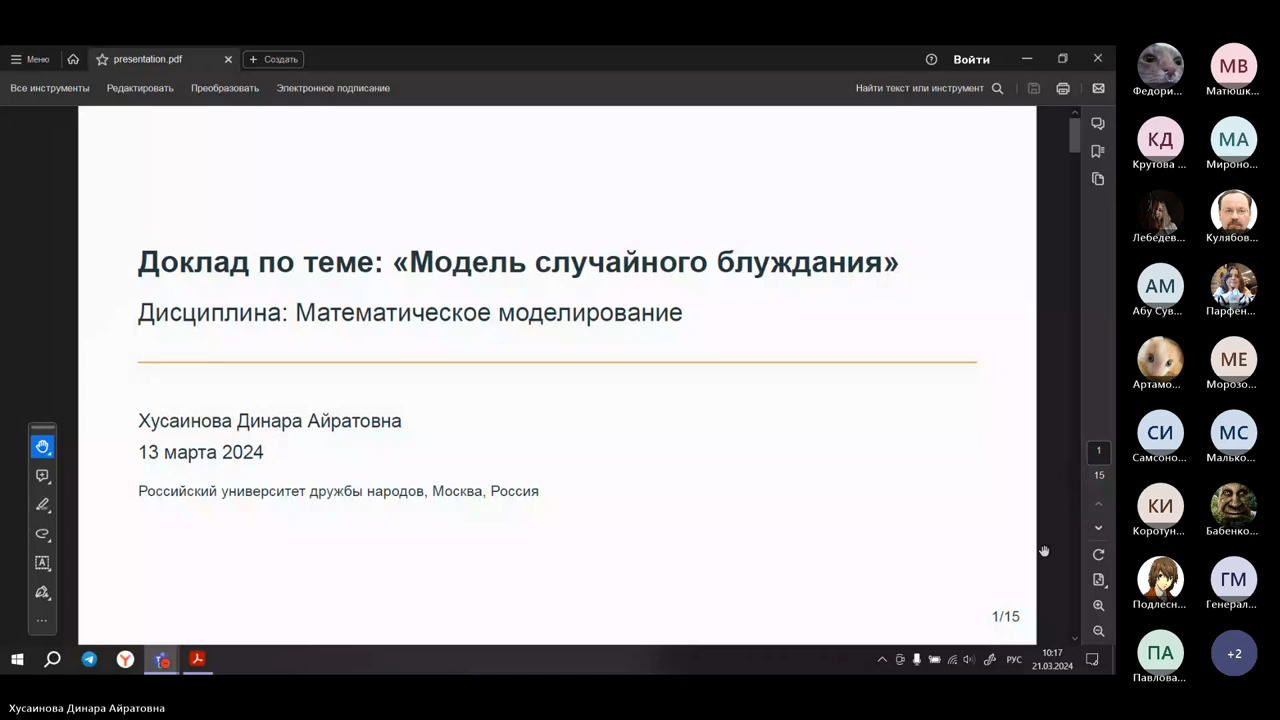 Меню
presentation.pdf
Создать
Войти
Все инструменты
Редактировать
Преобразовать
Электронное подписание
Найти текст или инструмент
Доклад по теме: «Модель случайного блуждания»
Дисциплина: Математическое моделирование
Хусаинова Динара Айратовна
13 марта 2024
Российский университет дружбы народов, Москва, Россия
1/15
1
15
РУС
10:17
21.03.2024
МВ
Федори...
Матюшк...
КД
МА
Крутова ...
Мироно...
Лебедев...
Кулябов...
АМ
Абу Сув...
Парфен...
МЕ
Артамо...
Морозо...
СИ
МС
Самсоно...
Малько...
КИ
Коротун...
Бабенко...
ГМ
Подлесн...
Генерал...
ПА
+2
Павлова...
Хусаинова Динара Айратовна